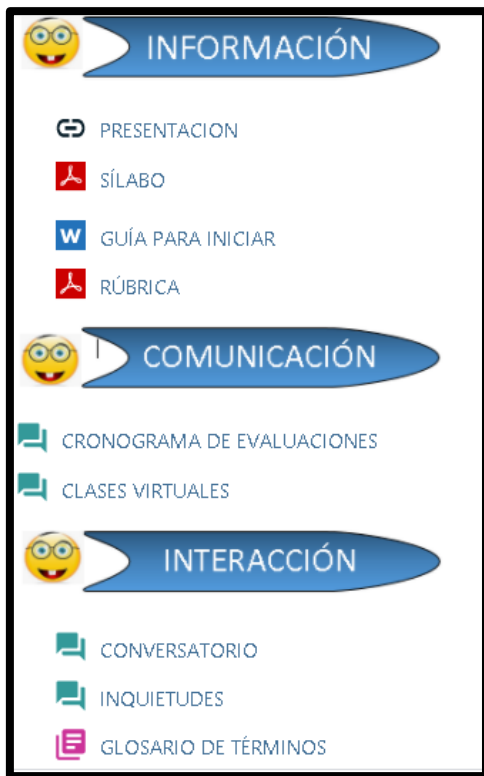 INFORMACIÓN
PRESENTACION
SÍLABO
W GUÍA PARA INICIAR
RÚBRICA
COMUNICACIÓN
CRONOGRAMA DE EVALUACIONES
CLASES VIRTUALES
INTERACCIÓN
CONVERSATORIO
INQUIETUDES
GLOSARIO DE TÉRMINOS